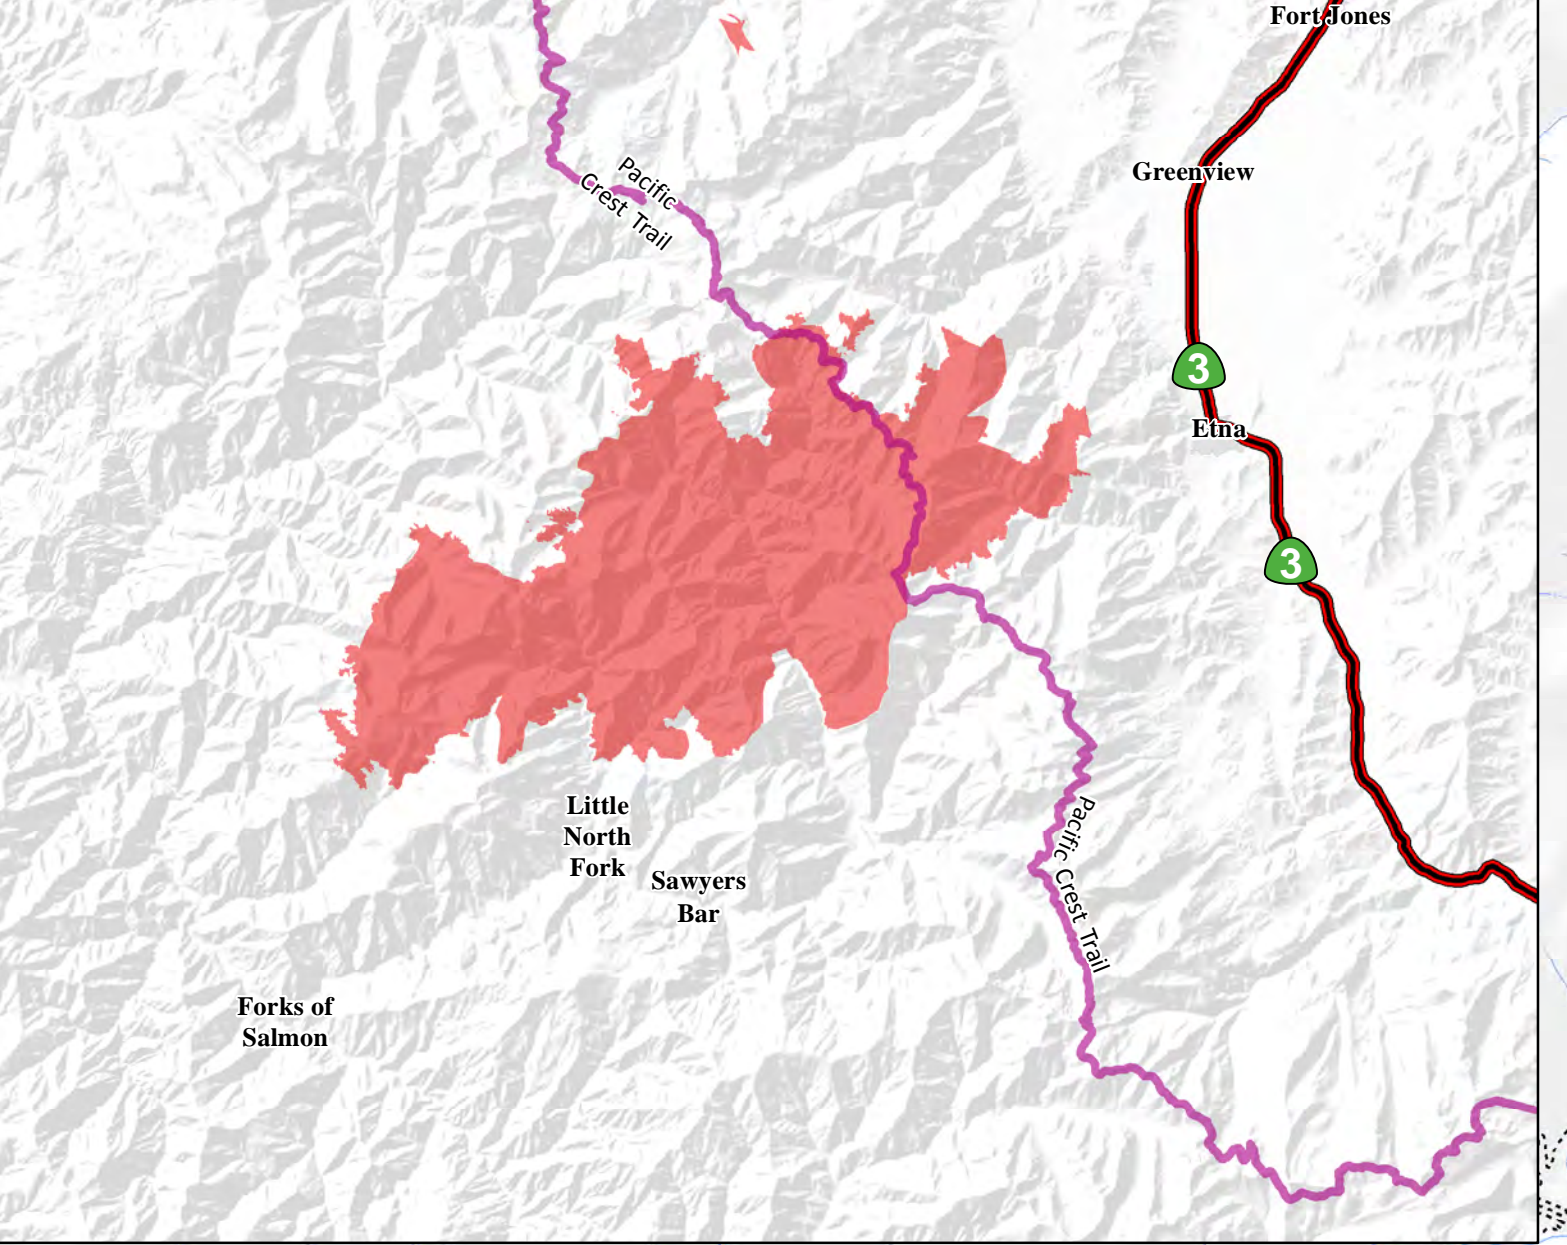 Fort Jones
Pacific
Crest Trail
Greenview
3
Etna
3
Little
North
Fork
Pacific Crest Trail
Sawyers
Bar
Forks of
Salmon